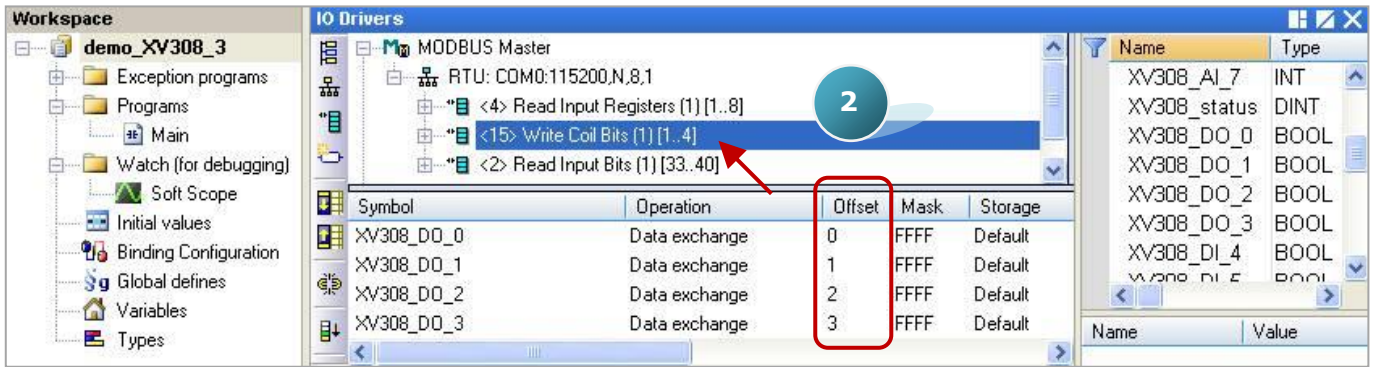 Workspace
demo_XV308_3
Exception programs
Programs
Main
Watch (for debugging)
Soft Scope
Initial values
Binding Configuration
Global defines
Variables
Types
IO Drivers
MODBUS Master
RTU: COM0:115200,N,8,1
<4> Read Input Registers (1) [1..8]
<15> Write Coil Bits (1) [1..4]
<2> Read Input Bits (1) [33..40]
2
Symbol Operation Offset Mask Storage
XV308_DO_0 Data exchange 0 FFFF Default
XV308_DO_1 Data exchange 1 FFFF Default
XV308_DO_2 Data exchange 2 FFFF Default
XV308_DO_3 Data exchange 3 FFFF Default
Name Type
XV308_AI_7 INT
XV308_status DINT
XV308_DO_0 BOOL
XV308_DO_1 BOOL
XV308_DO_2 BOOL
XV308_DO_3 BOOL
XV308_DI_4 BOOL
XV308_DI_5 BOOL
Name Value